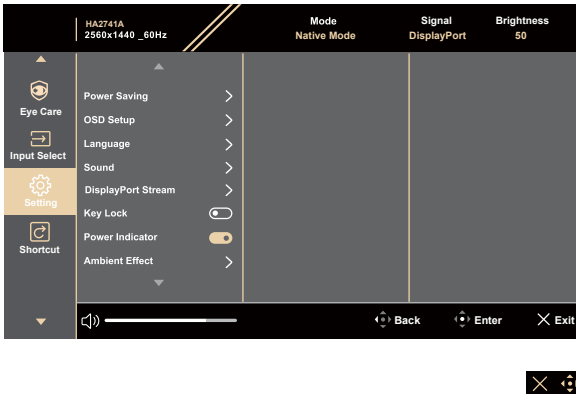 HA2741A
2560x1440 _60Hz
Mode
Native Mode
Signal
DisplayPort
Brightness
50
Eye Care
Input Select
Setting
Shortcut
Power Saving
OSD Setup
Language
Sound
DisplayPort Stream
Key Lock
Power Indicator
Ambient Effect
Back
Enter
Exit